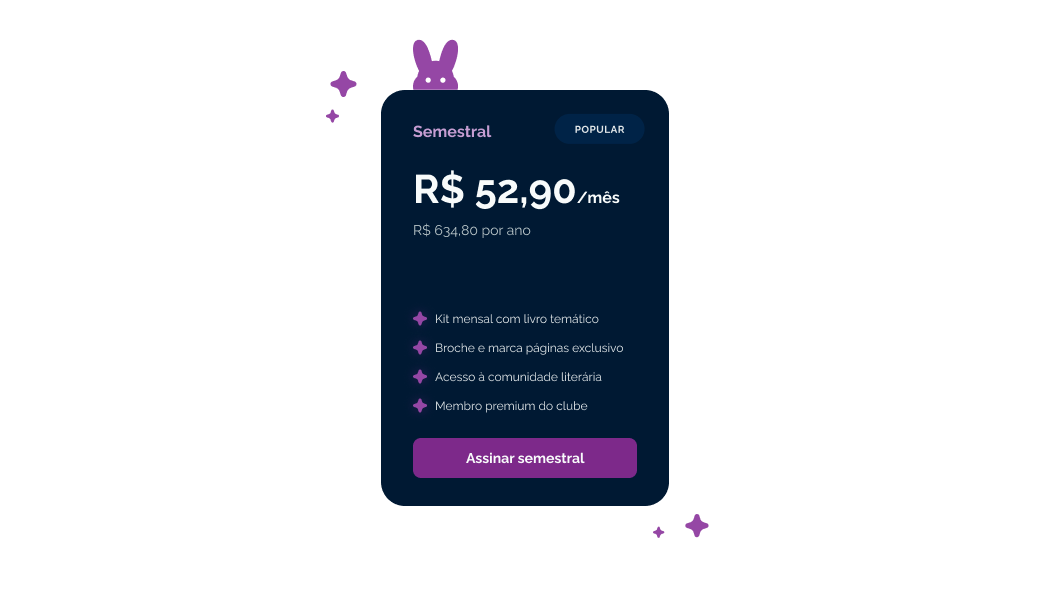 Semestral
POPULAR
R$ 52,90/mês
R$ 634,80 por ano
Kit mensal com livro temático
Broche e marca páginas exclusivo
Acesso à comunidade literária
Membro premium do clube
Assinar semestral